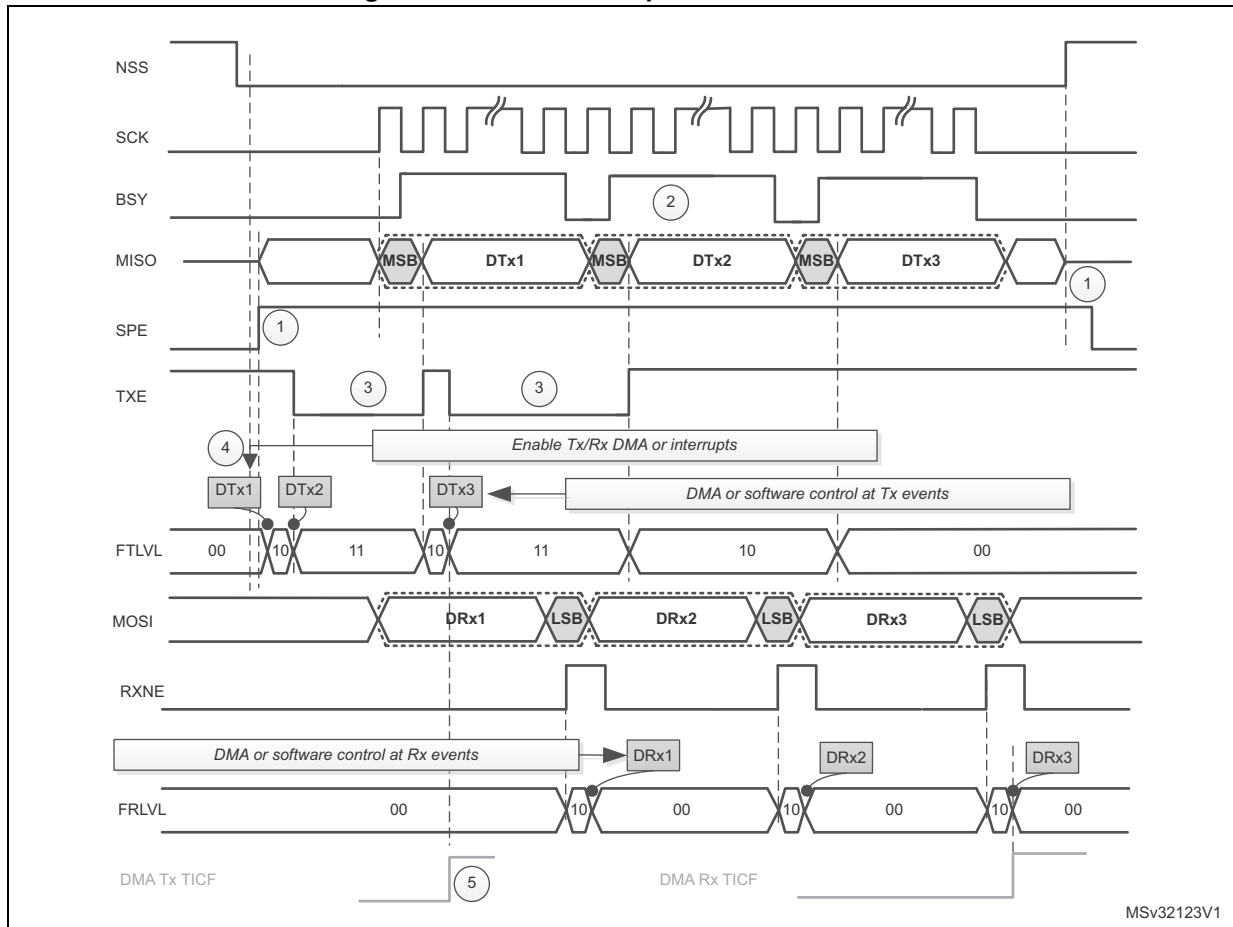 NSS
SCK
BSY
2
MISO
MSB DTx1 MSB DTx2 MSB DTx3
1
SPE
1
TXE
3 3
4
Enable Tx/Rx DMA or interrupts
DTx1 DTx2 DTx3
DMA or software control at Tx events
FTLVL 00 10 11 10 11 10 00
MOSI DRx1 LSB DRx2 LSB DRx3 LSB
RXNE
DMA or software control at Rx events DRx1 DRx2 DRx3
FRLVL 00 10 00 10 00 10 00
DMA Tx TICF 5 DMA Rx TICF
MSv32123V1